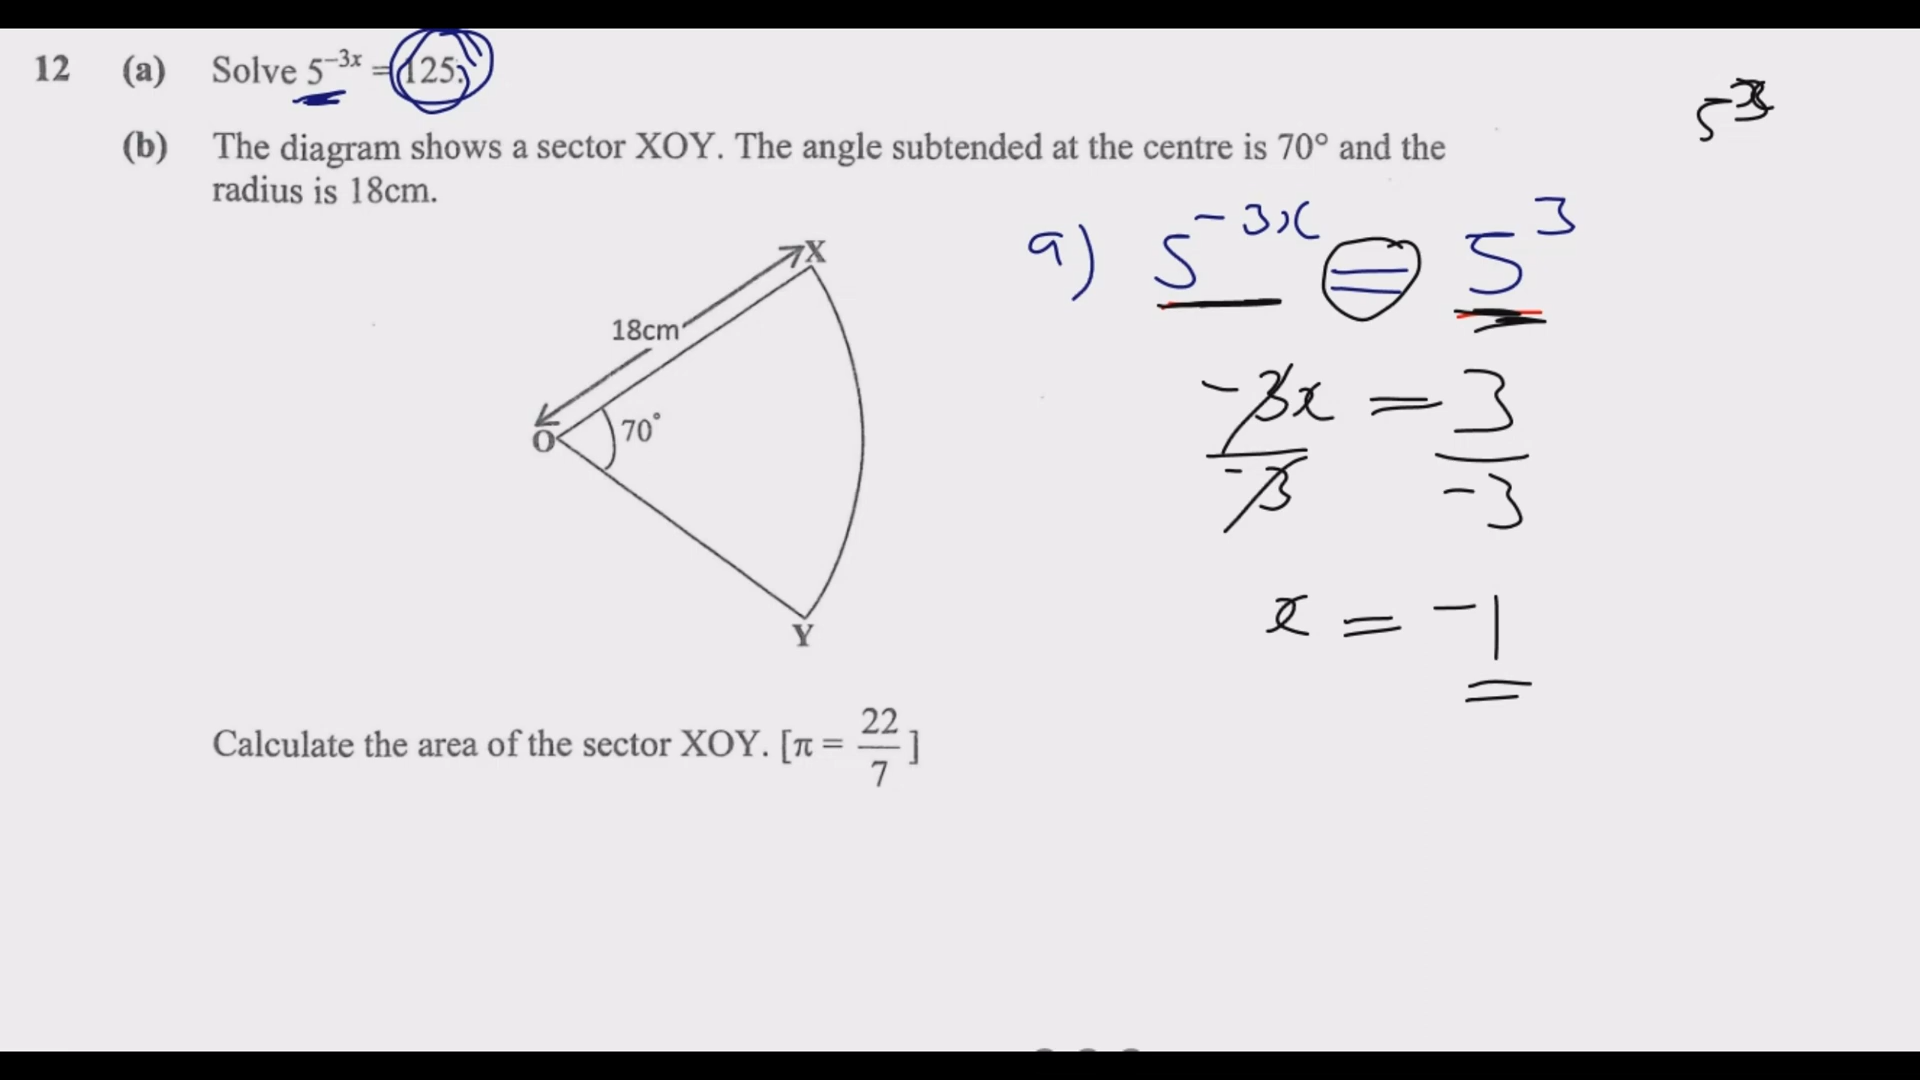 12 (a) Solve 5^{-3x} = 125.
(b) The diagram shows a sector XOY. The angle subtended at the centre is 70° and the
radius is 18cm.
X
18cm
O
70°
Y
Calculate the area of the sector XOY. [π = 22/7]
a) 5^{-3x} = 5^3
-3x/-3 = 3/-3
x = -1